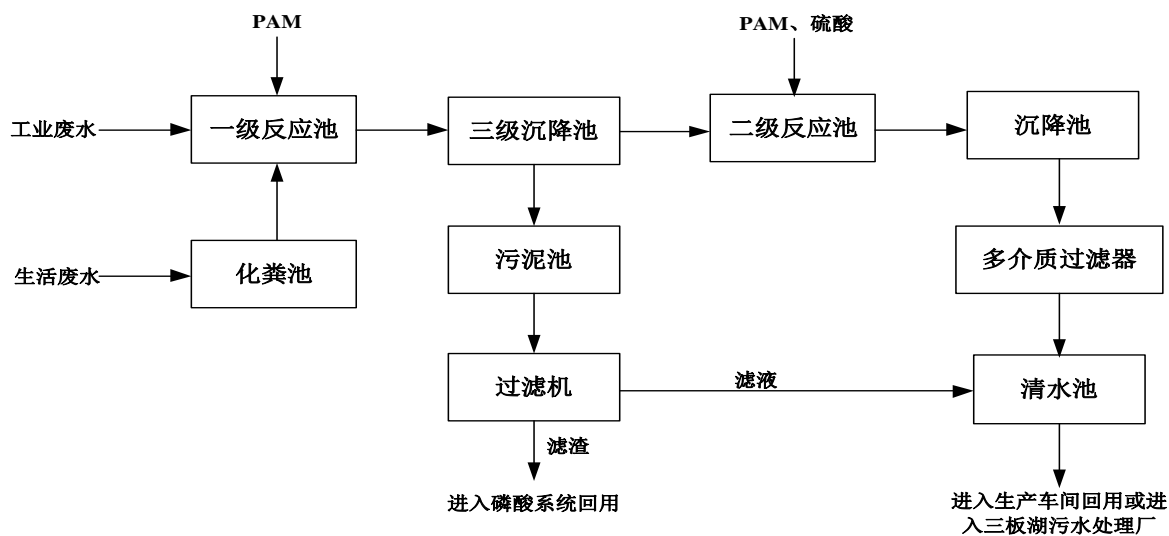 PAM
PAM、硫酸
工业废水
一级反应池
三级沉降池
二级反应池
沉降池
生活废水
化粪池
污泥池
多介质过滤器
过滤机
滤液
清水池
滤渣
进入磷酸系统回用
进入生产车间回用或进
入三板湖污水处理厂